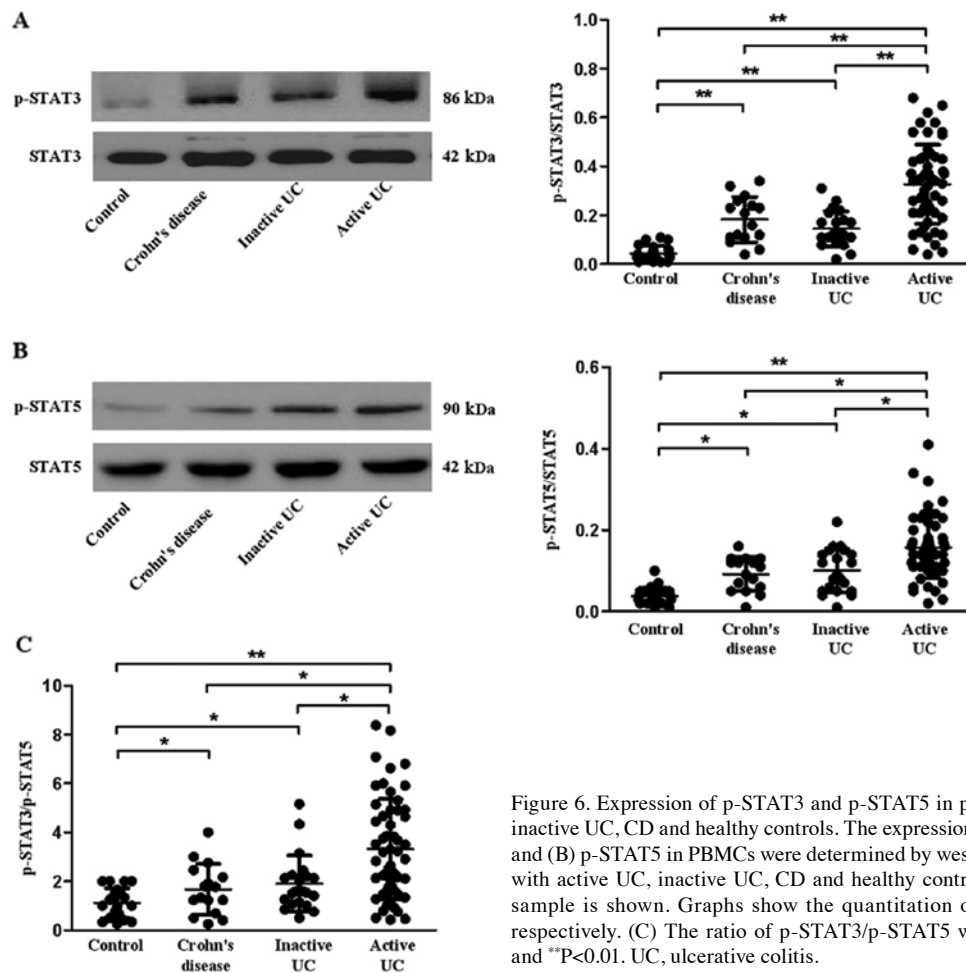 A
p-STAT3
86 kDa
STAT3
42 kDa
Control
Crohn's disease
Inactive UC
Active UC
p-STAT3/STAT3
1.0
0.8
0.6
0.4
0.2
0.0
**
**
**
**
**
Control
Crohn's disease
Inactive UC
Active UC
B
p-STAT5
90 kDa
STAT5
42 kDa
Control
Crohn's disease
Inactive UC
Active UC
p-STAT5/STAT5
0.6
0.4
0.2
0.0
**
*
*
*
*
Control
Crohn's disease
Inactive UC
Active UC
C
p-STAT3/p-STAT5
10
8
6
4
2
0
**
*
*
*
*
Control
Crohn's disease
Inactive UC
Active UC
Figure 6. Expression of p-STAT3 and p-STAT5 in p
inactive UC, CD and healthy controls. The expression
and (B) p-STAT5 in PBMCs were determined by wes
with active UC, inactive UC, CD and healthy contr
sample is shown. Graphs show the quantitation o
respectively. (C) The ratio of p-STAT3/p-STAT5 w
and **P<0.01. UC, ulcerative colitis.